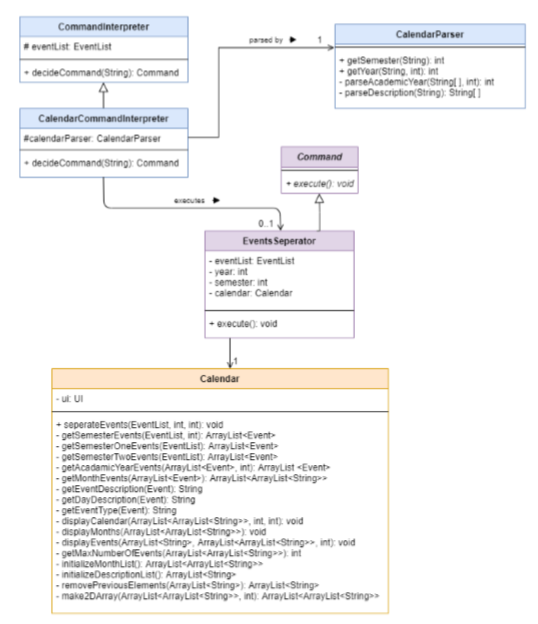 CommandInterpreter
# eventList: EventList
+ decideCommand(String): Command
parsed by
1
CalendarParser
+ getSemester(String): int
+ getYear(String, int): int
- parseAcademicYear(String[ ], int): int
- parseDescription(String): String[ ]
CalendarCommandInterpreter
#calendarParser: CalendarParser
+ decideCommand(String): Command
Command
+ execute(): void
executes
0..1
EventsSeperator
- eventList: EventList
- year: int
- semester: int
- calendar: Calendar
+ execute(): void
1
Calendar
- ui: UI
+ seperateEvents(EventList, int, int): void
- getSemesterEvents(EventList, int): ArrayList<Event>
- getSemesterOneEvents(EventList): ArrayList<Event>
- getSemesterTwoEvents(EventList): ArrayList<Event>
- getAcadamicYearEvents(ArrayList<Event>, int): ArrayList <Event>
- getMonthEvents(ArrayList<Event>): ArrayList<ArrayList<String>>
- getEventDescription(Event): String
- getDayDescription(Event): String
- getEventType(Event): String
- displayCalendar(ArrayList<ArrayList<String>>, int, int): void
- displayMonths(ArrayList<ArrayList<String>>): void
- displayEvents(ArrayList<String>, ArrayList<ArrayList<String>>, int): void
- getMaxNumberOfEvents(ArrayList<ArrayList<String>>): int
- initializeMonthList(): ArrayList<ArrayList<String>>
- initializeDescriptionList(): ArrayList<String>
- removePreviousElements(ArrayList<String>): ArrayList<String>
- make2DArray(ArrayList<ArrayList<String>>, int): ArrayList<ArrayList<String>>